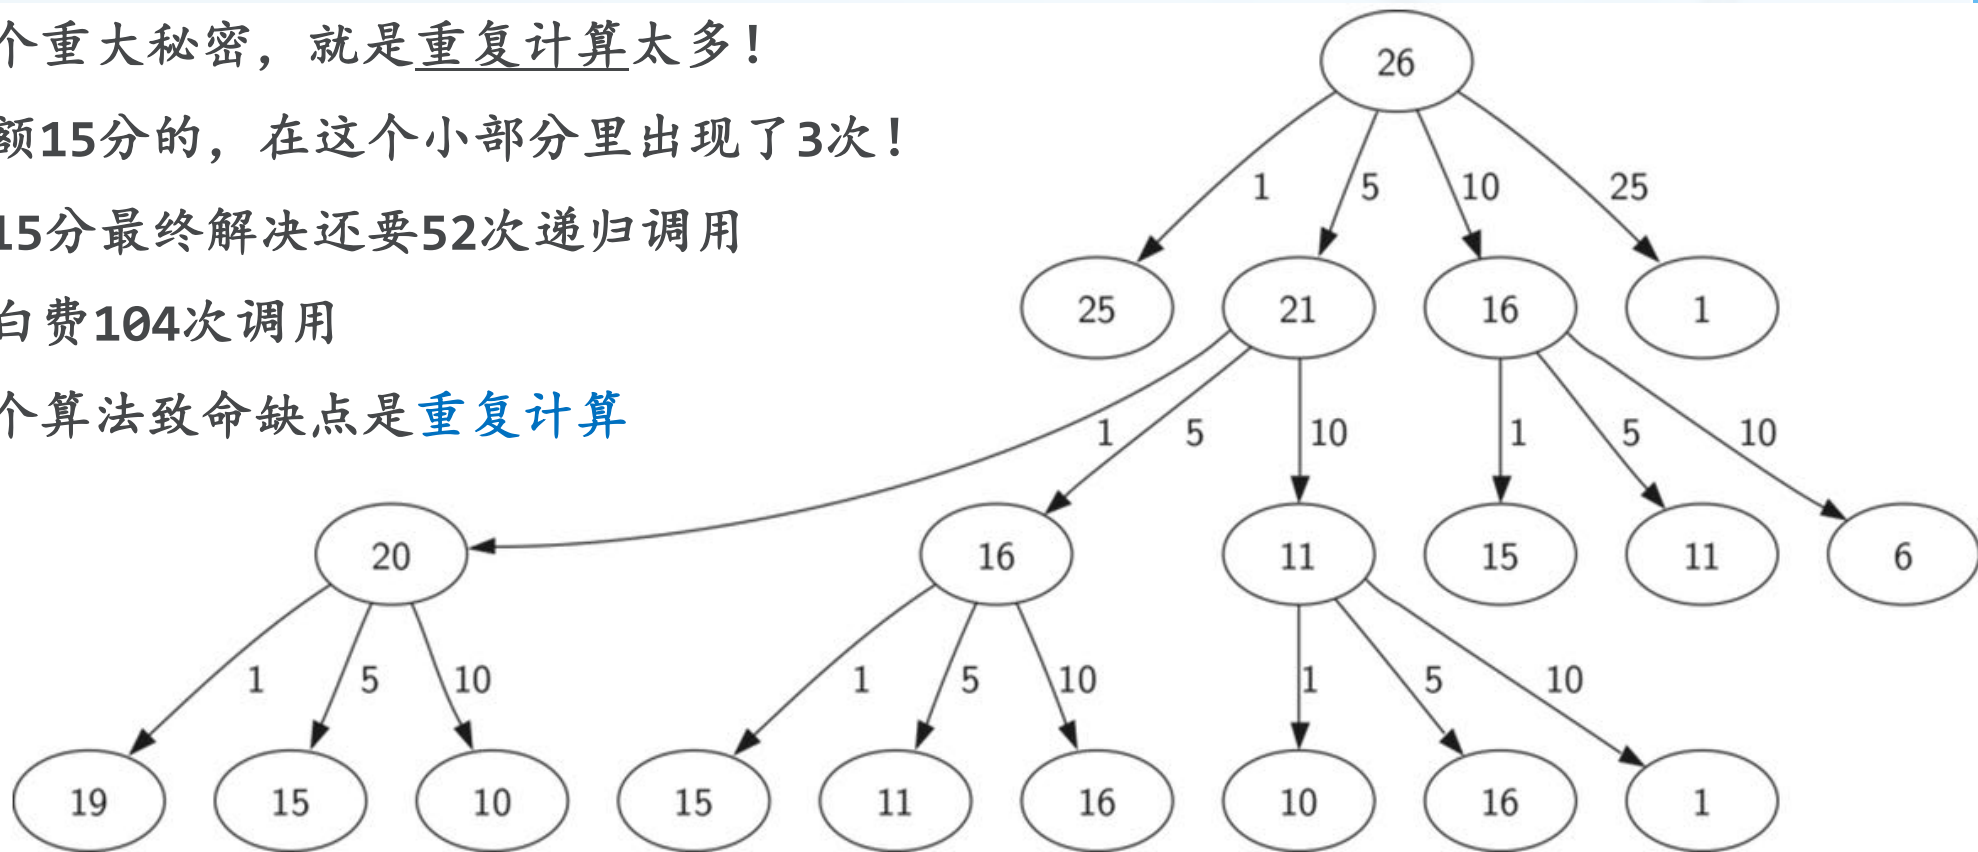 个重大秘密，就是重复计算太多！
额15分的，在这个小部分里出现了3次！
15分最终解决还要52次递归调用
白费104次调用
个算法致命缺点是重复计算
26
1 5 10 25
25 21 16 1
1 5 10 1 5 10
20 16 11 15 11 6
1 5 10 1 5 10 1 5 10
19 15 10 15 11 16 10 16 1